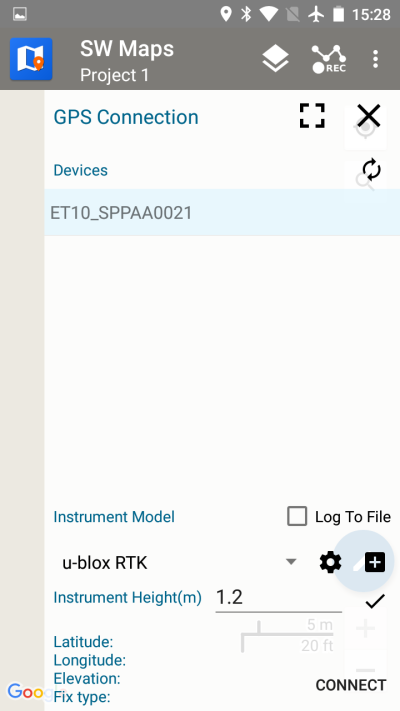 15:28
SW Maps
Project 1
REC
GPS Connection
Devices
ET10_SPPAA0021
Instrument Model
Log To File
u-blox RTK
Instrument Height(m) 1.2
5 m
20 ft
Latitude:
Longitude:
Elevation:
Fix type:
Goo
CONNECT